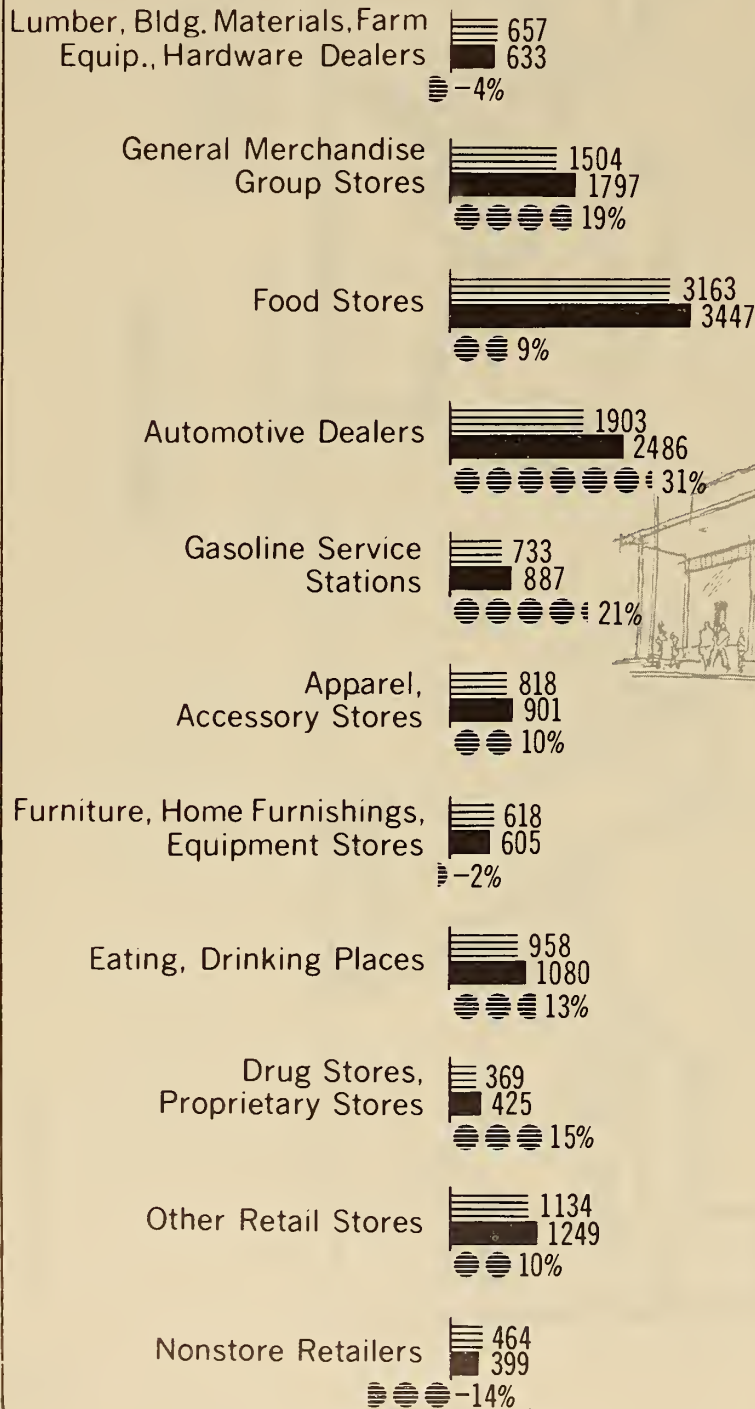 Lumber, Bldg. Materials, Farm
Equip., Hardware Dealers
657
633
-4%
General Merchandise
Group Stores
1504
1797
19%
Food Stores
3163
3447
9%
Automotive Dealers
1903
2486
31%
Gasoline Service
Stations
733
887
21%
Apparel,
Accessory Stores
818
901
10%
Furniture, Home Furnishings,
Equipment Stores
618
605
-2%
Eating, Drinking Places
958
1080
13%
Drug Stores,
Proprietary Stores
369
425
15%
Other Retail Stores
1134
1249
10%
Nonstore Retailers
464
399
-14%